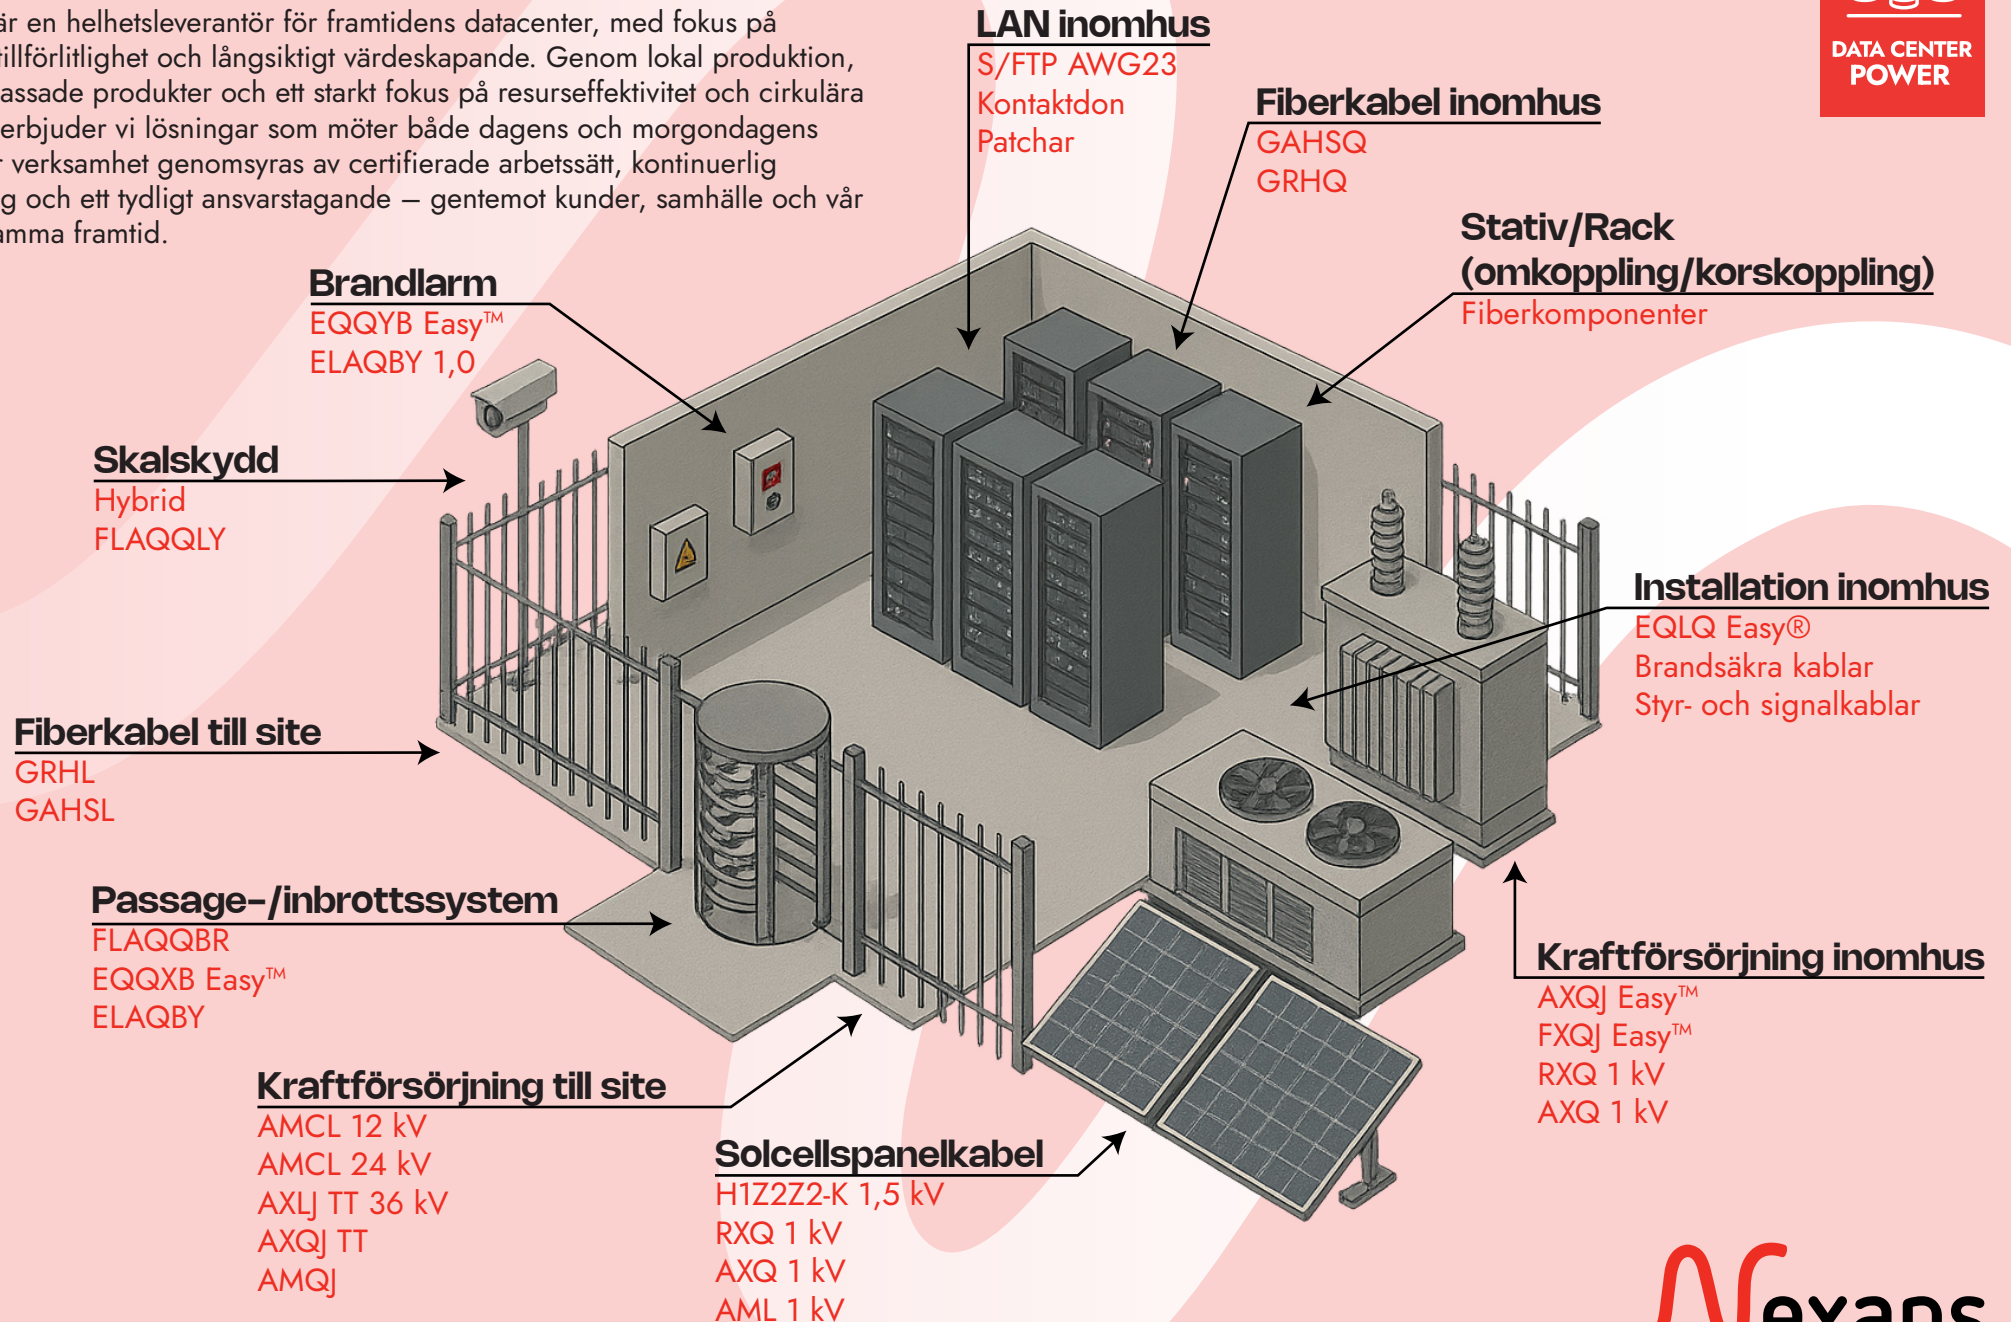 är en helhetsleverantör för framtidens datacenter, med fokus på
tillförlitlighet och långsiktigt värdeskapande. Genom lokal produktion,
assade produkter och ett starkt fokus på resurseffektivitet och cirkulära
erbjuder vi lösningar som möter både dagens och morgondagens
r verksamhet genomsyras av certifierade arbetssätt, kontinuerlig
g och ett tydligt ansvarstagande – gentemot kunder, samhälle och vår
amma framtid.
DATA CENTER
POWER
LAN inomhus
S/FTP AWG23
Kontaktdon
Patchar
Fiberkabel inomhus
GAHSQ
GRHQ
Stativ/Rack
(omkoppling/korskoppling)
Fiberkomponenter
Brandlarm
EQQYB Easy™
ELAQBY 1,0
Skalskydd
Hybrid
FLAQQLY
Installation inomhus
EQLQ Easy®
Brandsäkra kablar
Styr- och signalkablar
Fiberkabel till site
GRHL
GAHSL
Passage-/inbrottssystem
FLAQQBR
EQQXB Easy™
ELAQBY
Kraftförsörjning inomhus
AXQJ Easy™
FXQJ Easy™
RXQ 1 kV
AXQ 1 kV
Kraftförsörjning till site
AMCL 12 kV
AMCL 24 kV
AXLJ TT 36 kV
AXQJ TT
AMQJ
Solcellspanelkabel
H1Z2Z2-K 1,5 kV
RXQ 1 kV
AXQ 1 kV
AML 1 kV
Nexans